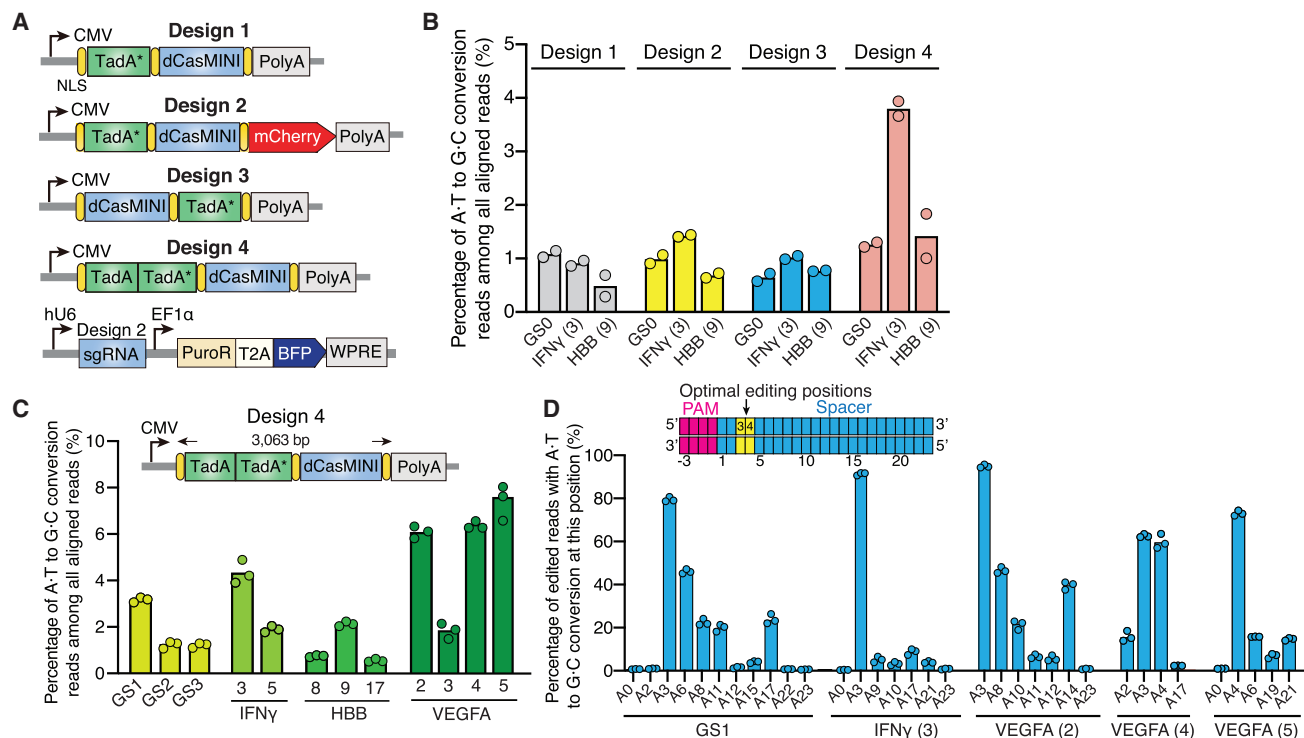 A
CMV
Design 1
TadA*
dCasMINI
PolyA
NLS
CMV
Design 2
TadA*
dCasMINI
mCherry
PolyA
CMV
Design 3
dCasMINI
TadA*
PolyA
CMV
Design 4
TadA
TadA*
dCasMINI
PolyA
hU6
Design 2
sgRNA
EF1α
PuroR
T2A
BFP
WPRE
B
Percentage of A·T to G·C conversion
reads among all aligned reads (%)
5
4
3
2
1
0
Design 1
Design 2
Design 3
Design 4
GS0
IFNγ (3)
HBB (9)
GS0
IFNγ (3)
HBB (9)
GS0
IFNγ (3)
HBB (9)
GS0
IFNγ (3)
HBB (9)
C
Percentage of A·T to G·C conversion
reads among all aligned reads (%)
10
8
6
4
2
0
Design 4
CMV
3,063 bp
TadA
TadA*
dCasMINI
PolyA
GS1
GS2
GS3
3
5
IFNγ
8
9
17
HBB
2
3
4
5
VEGFA
D
Optimal editing positions
PAM
Spacer
5'
3 4
3'
3'
5'
-3
1
5
10
15
20
Percentage of edited reads with A·T
to G·C conversion at this position (%)
100
80
60
40
20
0
A0
A2
A3
A6
A8
A11
A12
A15
A17
A22
A23
GS1
A0
A3
A9
A10
A17
A21
A23
IFNγ (3)
A3
A8
A10
A11
A12
A14
A23
VEGFA (2)
A2
A3
A4
A17
VEGFA (4)
A0
A4
A6
A19
A21
VEGFA (5)